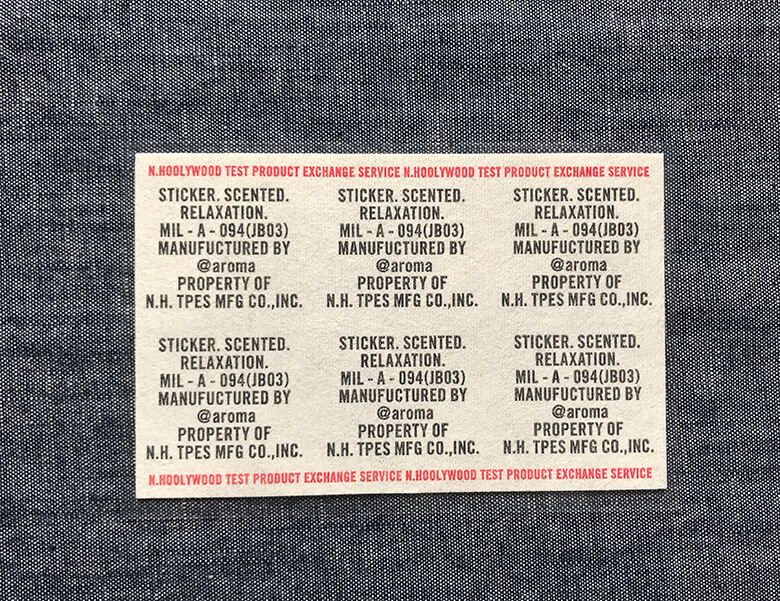 N.HOOLYWOOD TEST PRODUCT EXCHANGE SERVICE N.HOOLYWOOD TEST PRODUCT EXCHANGE SERVICE
STICKER. SCENTED.
RELAXATION.
MIL - A - 094(JB03)
MANUFUCTURED BY
@aroma
PROPERTY OF
N.H. TPES MFG CO.,INC.
STICKER. SCENTED.
RELAXATION.
MIL - A - 094(JB03)
MANUFUCTURED BY
@aroma
PROPERTY OF
N.H. TPES MFG CO.,INC.
STICKER. SCENTED.
RELAXATION.
MIL - A - 094(JB03)
MANUFUCTURED BY
@aroma
PROPERTY OF
N.H. TPES MFG CO.,INC.
STICKER. SCENTED.
RELAXATION.
MIL - A - 094(JB03)
MANUFUCTURED BY
@aroma
PROPERTY OF
N.H. TPES MFG CO.,INC.
STICKER. SCENTED.
RELAXATION.
MIL - A - 094(JB03)
MANUFUCTURED BY
@aroma
PROPERTY OF
N.H. TPES MFG CO.,INC.
STICKER. SCENTED.
RELAXATION.
MIL - A - 094(JB03)
MANUFUCTURED BY
@aroma
PROPERTY OF
N.H. TPES MFG CO.,INC.
N.HOOLYWOOD TEST PRODUCT EXCHANGE SERVICE N.HOOLYWOOD TEST PRODUCT EXCHANGE SERVICE